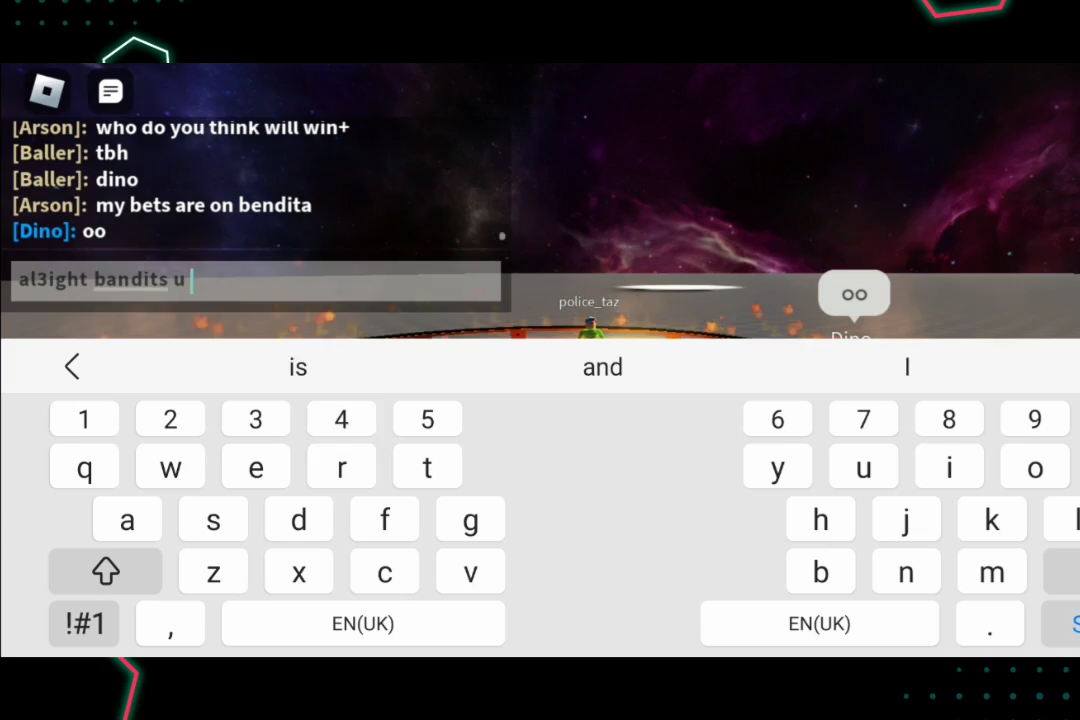 [Arson]: who do you think will win+
[Baller]: tbh
[Baller]: dino
[Arson]: my bets are on bendita
[Dino]: oo
al3ight bandits u
police_taz
oo
Dino
is and I
1 2 3 4 5 6 7 8 9
q w e r t y u i o
a s d f g h j k l
z x c v b n m
!#1 , EN(UK) EN(UK) . S